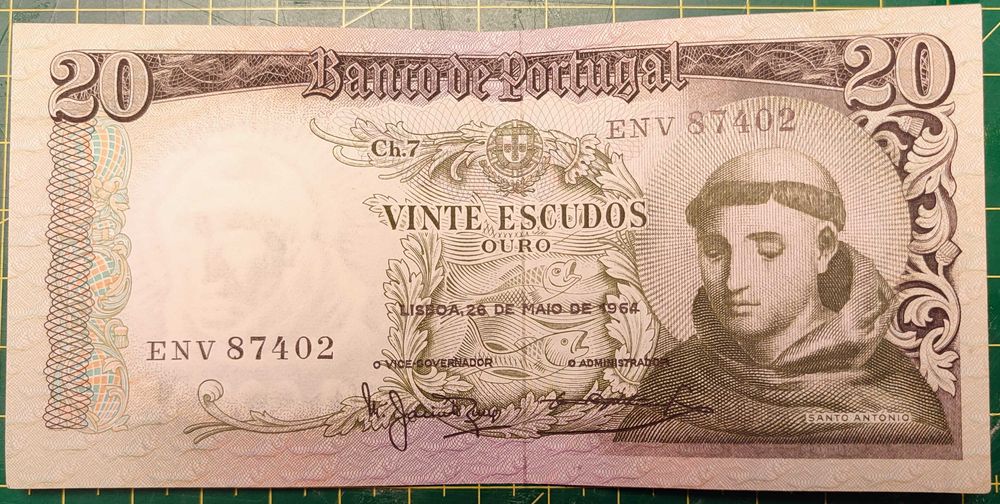 20 Banco de Portugal 20
ENV 87402
Ch.7
VINTE ESCUDOS
OURO
LISBOA, 26 DE MAIO DE 1964
ENV 87402
O VICE-GOVERNADOR O ADMINISTRADOR
SANTO ANTÓNIO